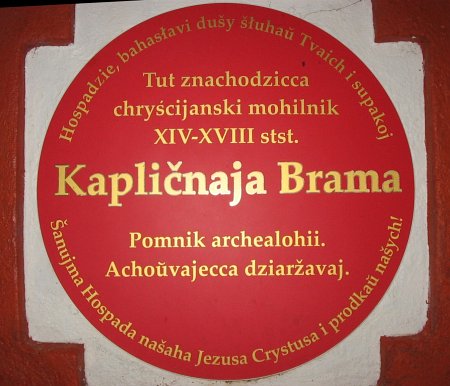 Hospadzie, bahasłavi dušy słuhaŭ Tvaich i supakoj
Tut znachodzicca
chryścijanski mohilnik
XIV-XVIII stst.
Kapličnaja Brama
Pomnik archealohii.
Achoŭvajecca dziaržavaj.
Šanujma Hospada našaha Jezusa Crystusa i prodkaŭ našych!